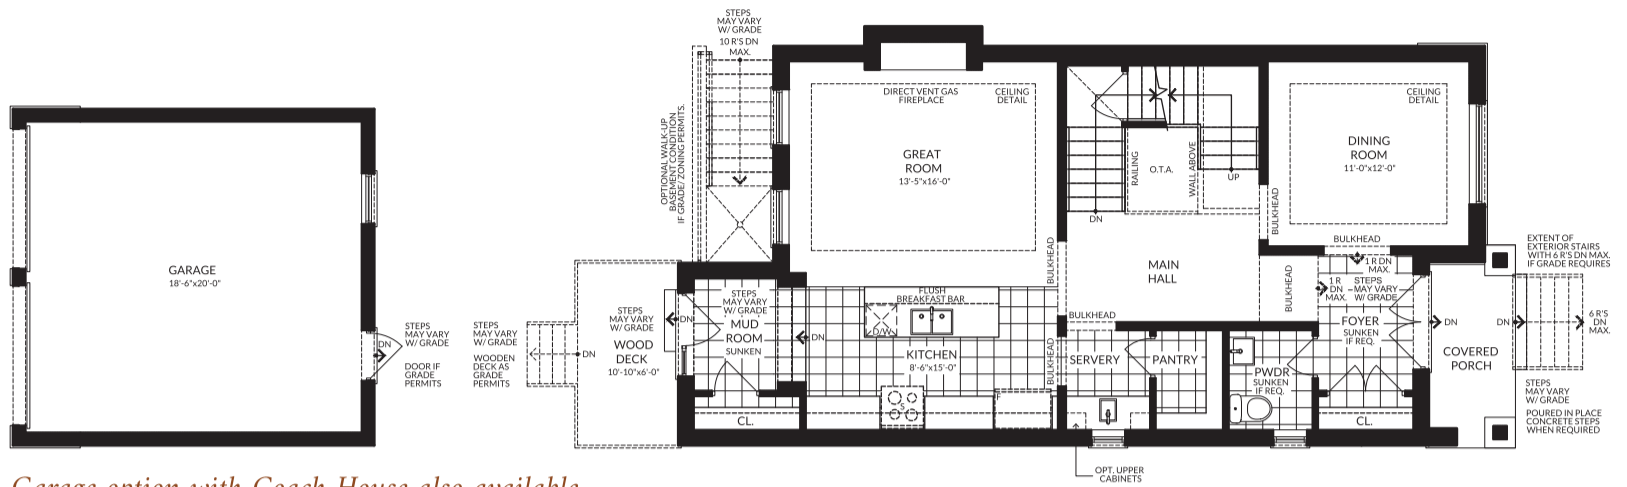 GARAGE
18'-6"x20'-0"
DN
STEPS
MAY VARY
W/ GRADE
DOOR IF
GRADE
PERMITS
STEPS
MAY VARY
W/ GRADE
WOODEN
DECK AS
GRADE
PERMITS
DN
STEPS
MAY VARY
W/ GRADE
WOOD
DECK
10'-10"x6'-0"
STEPS
MAY VARY
W/ GRADE
10 R'S DN
MAX.
OPTIONAL WALK-UP
BASEMENT CONDITION.
IF GRADE/ ZONING PERMITS.
DN
STEPS
MAY VARY
W/ GRADE
MUD
ROOM
SUNKEN
DN
CL.
DIRECT VENT GAS
FIREPLACE
CEILING
DETAIL
GREAT
ROOM
13'-5"x16'-0"
BULKHEAD
FLUSH
BREAKFAST BAR
D/W
KITCHEN
8'-6"x15'-0"
S
F
BULKHEAD
RAILING
O.T.A.
WALL ABOVE
UP
DN
MAIN
HALL
BULKHEAD
SERVERY
PANTRY
OPT. UPPER
CABINETS
BULKHEAD
CEILING
DETAIL
DINING
ROOM
11'-0"x12'-0"
BULKHEAD
BULKHEAD
1 R DN
MAX.
1 R
DN
MAX.
STEPS
MAY VARY
W/ GRADE
FOYER
SUNKEN
IF REQ.
PWDR
SUNKEN
IF REQ.
CL.
DN
DN
COVERED
PORCH
EXTENT OF
EXTERIOR STAIRS
WITH 6 R'S DN MAX.
IF GRADE REQUIRES
6 R'S
DN
MAX.
STEPS
MAY VARY
W/ GRADE
POURED IN PLACE
CONCRETE STEPS
WHEN REQUIRED
Garage option with Coach House also available